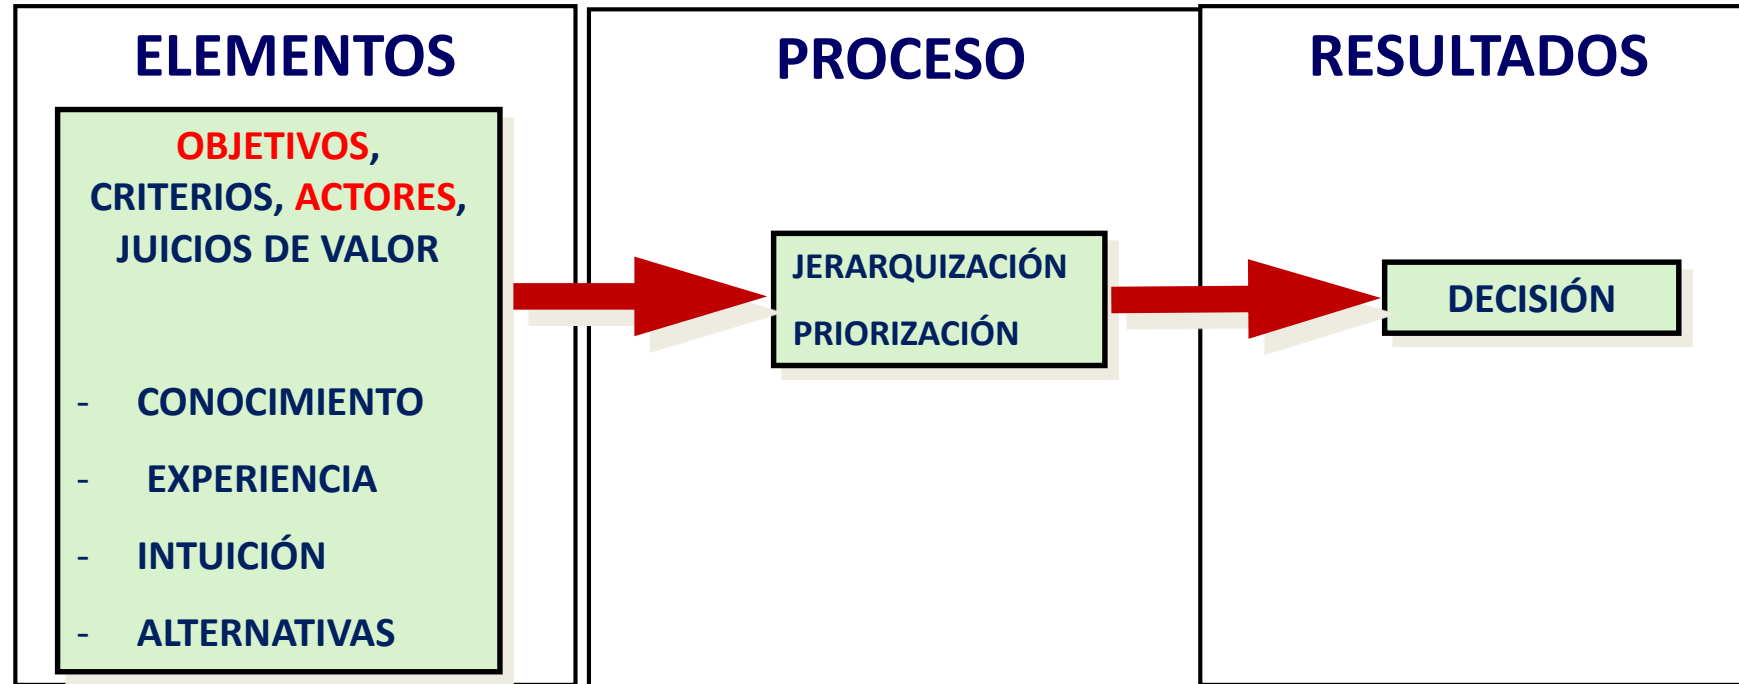 ELEMENTOS
OBJETIVOS,
CRITERIOS, ACTORES,
JUICIOS DE VALOR
- CONOCIMIENTO
- EXPERIENCIA
- INTUICIÓN
- ALTERNATIVAS
PROCESO
JERARQUIZACIÓN
PRIORIZACIÓN
RESULTADOS
DECISIÓN